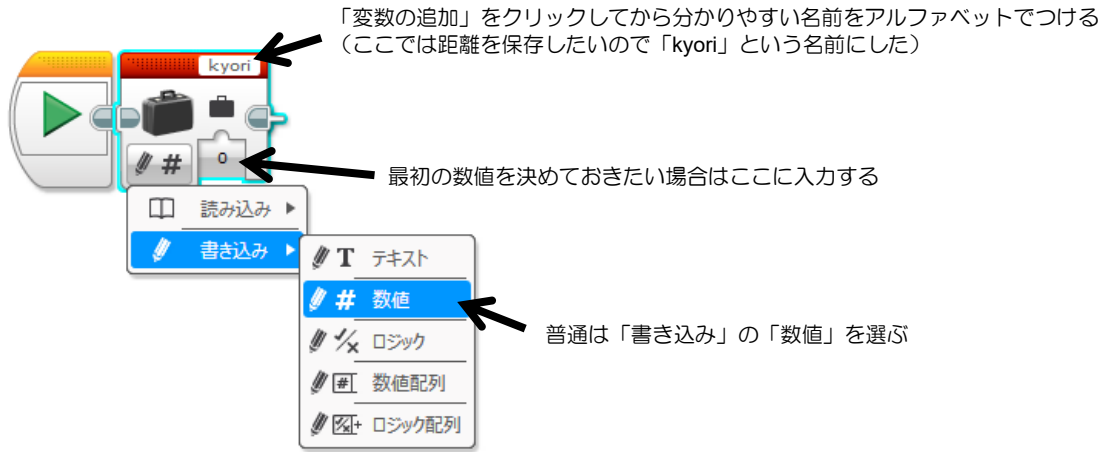 「変数の追加」をクリックしてから分かりやすい名前をアルファベットでつける
（ここでは距離を保存したいので「kyori」という名前にした）
kyori
#
0
最初の数値を決めておきたい場合はここに入力する
読み込み
書き込み
T テキスト
# 数値
ロジック
# 数値配列
ロジック配列
普通は「書き込み」の「数値」を選ぶ